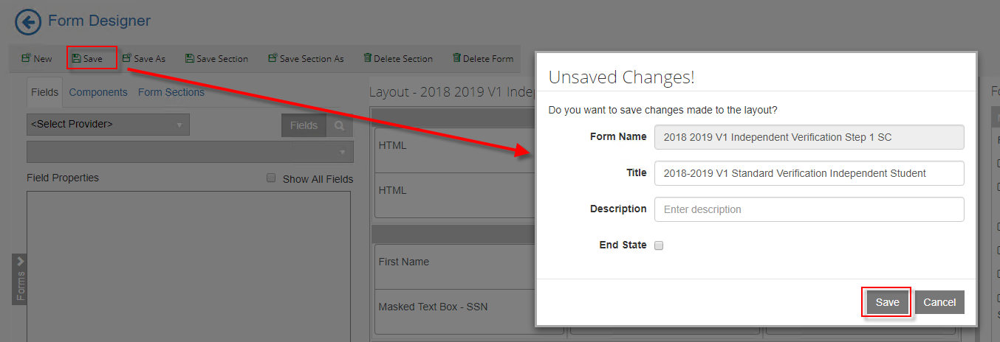 Form Designer
New Save Save As Save Section Save Section As Delete Section Delete Form
Fields Components Form Sections
<Select Provider>
Fields
Field Properties
Show All Fields
Forms
Layout - 2018 2019 V1 Indepen
HTML
HTML
First Name
Masked Text Box - SSN
Unsaved Changes!
Do you want to save changes made to the layout?
Form Name 2018 2019 V1 Independent Verification Step 1 SC
Title 2018-2019 V1 Standard Verification Independent Student
Description Enter description
End State
Save Cancel